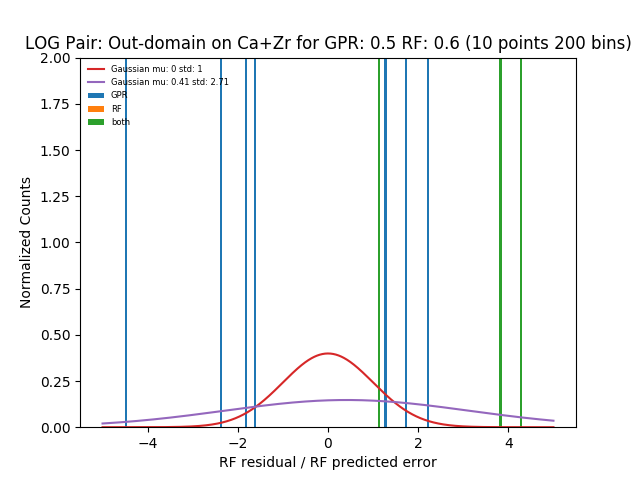 LOG Pair: Out-domain on Ca+Zr for GPR: 0.5 RF: 0.6 (10 points 200 bins)
Gaussian mu: 0 std: 1
Gaussian mu: 0.41 std: 2.71
GPR
RF
both
2.00
1.75
1.50
1.25
1.00
0.75
0.50
0.25
0.00
Normalized Counts
−4
−2
0
2
4
RF residual / RF predicted error